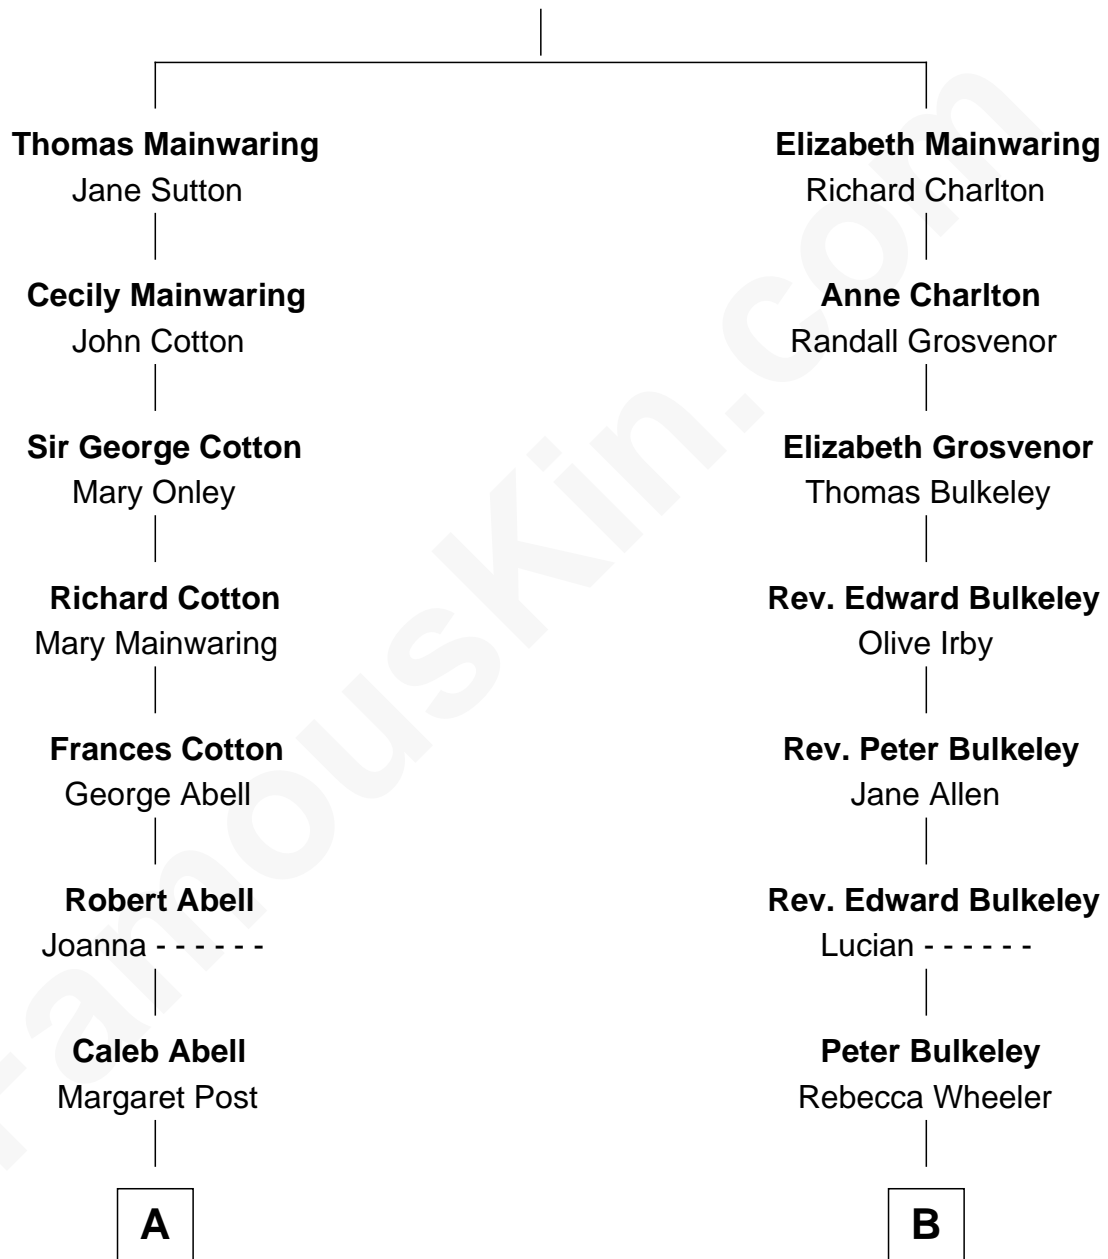 Thomas Mainwaring
Jane Sutton
Elizabeth Mainwaring
Richard Charlton
Cecily Mainwaring
John Cotton
Anne Charlton
Randall Grosvenor
Sir George Cotton
Mary Onley
Elizabeth Grosvenor
Thomas Bulkeley
Richard Cotton
Mary Mainwaring
Rev. Edward Bulkeley
Olive Irby
Frances Cotton
George Abell
Rev. Peter Bulkeley
Jane Allen
Robert Abell
Joanna - - - - - -
Rev. Edward Bulkeley
Lucian - - - - - -
Caleb Abell
Margaret Post
Peter Bulkeley
Rebecca Wheeler
A
B
FamousKin.com